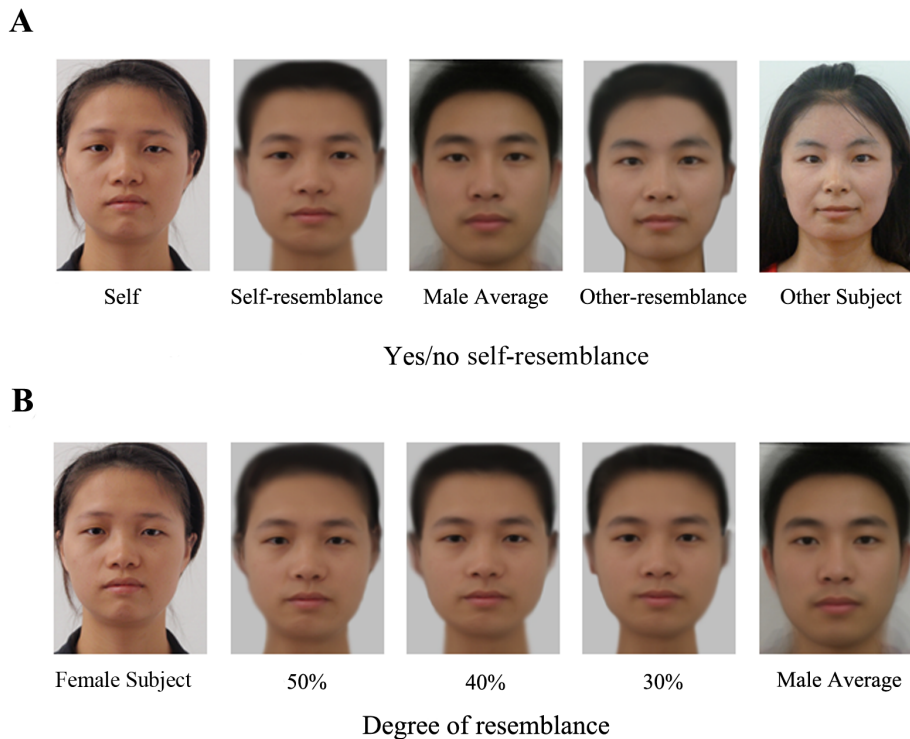 A
Self Self-resemblance Male Average Other-resemblance Other Subject
Yes/no self-resemblance
B
Female Subject 50% 40% 30% Male Average
Degree of resemblance